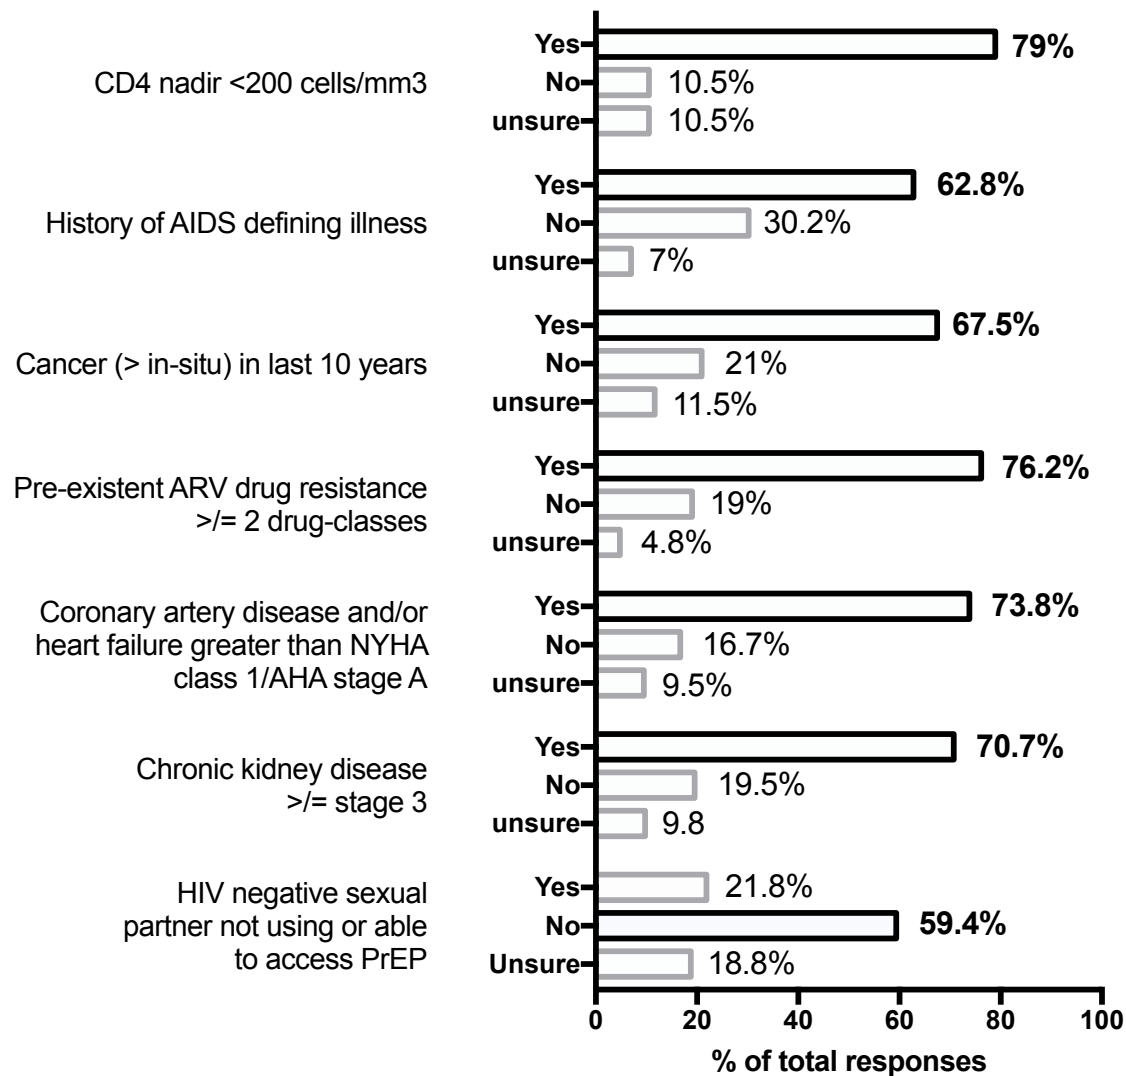 Yes 79%
CD4 nadir <200 cells/mm3 No 10.5%
unsure 10.5%
Yes 62.8%
History of AIDS defining illness No 30.2%
unsure 7%
Yes 67.5%
Cancer (> in-situ) in last 10 years No 21%
unsure 11.5%
Pre-existent ARV drug resistance
>/= 2 drug-classes
Yes 76.2%
No 19%
unsure 4.8%
Coronary artery disease and/or
heart failure greater than NYHA
class 1/AHA stage A
Yes 73.8%
No 16.7%
unsure 9.5%
Chronic kidney disease
>/= stage 3
Yes 70.7%
No 19.5%
unsure 9.8
HIV negative sexual
partner not using or able
to access PrEP
Yes 21.8%
No 59.4%
Unsure 18.8%
0 20 40 60 80 100
% of total responses